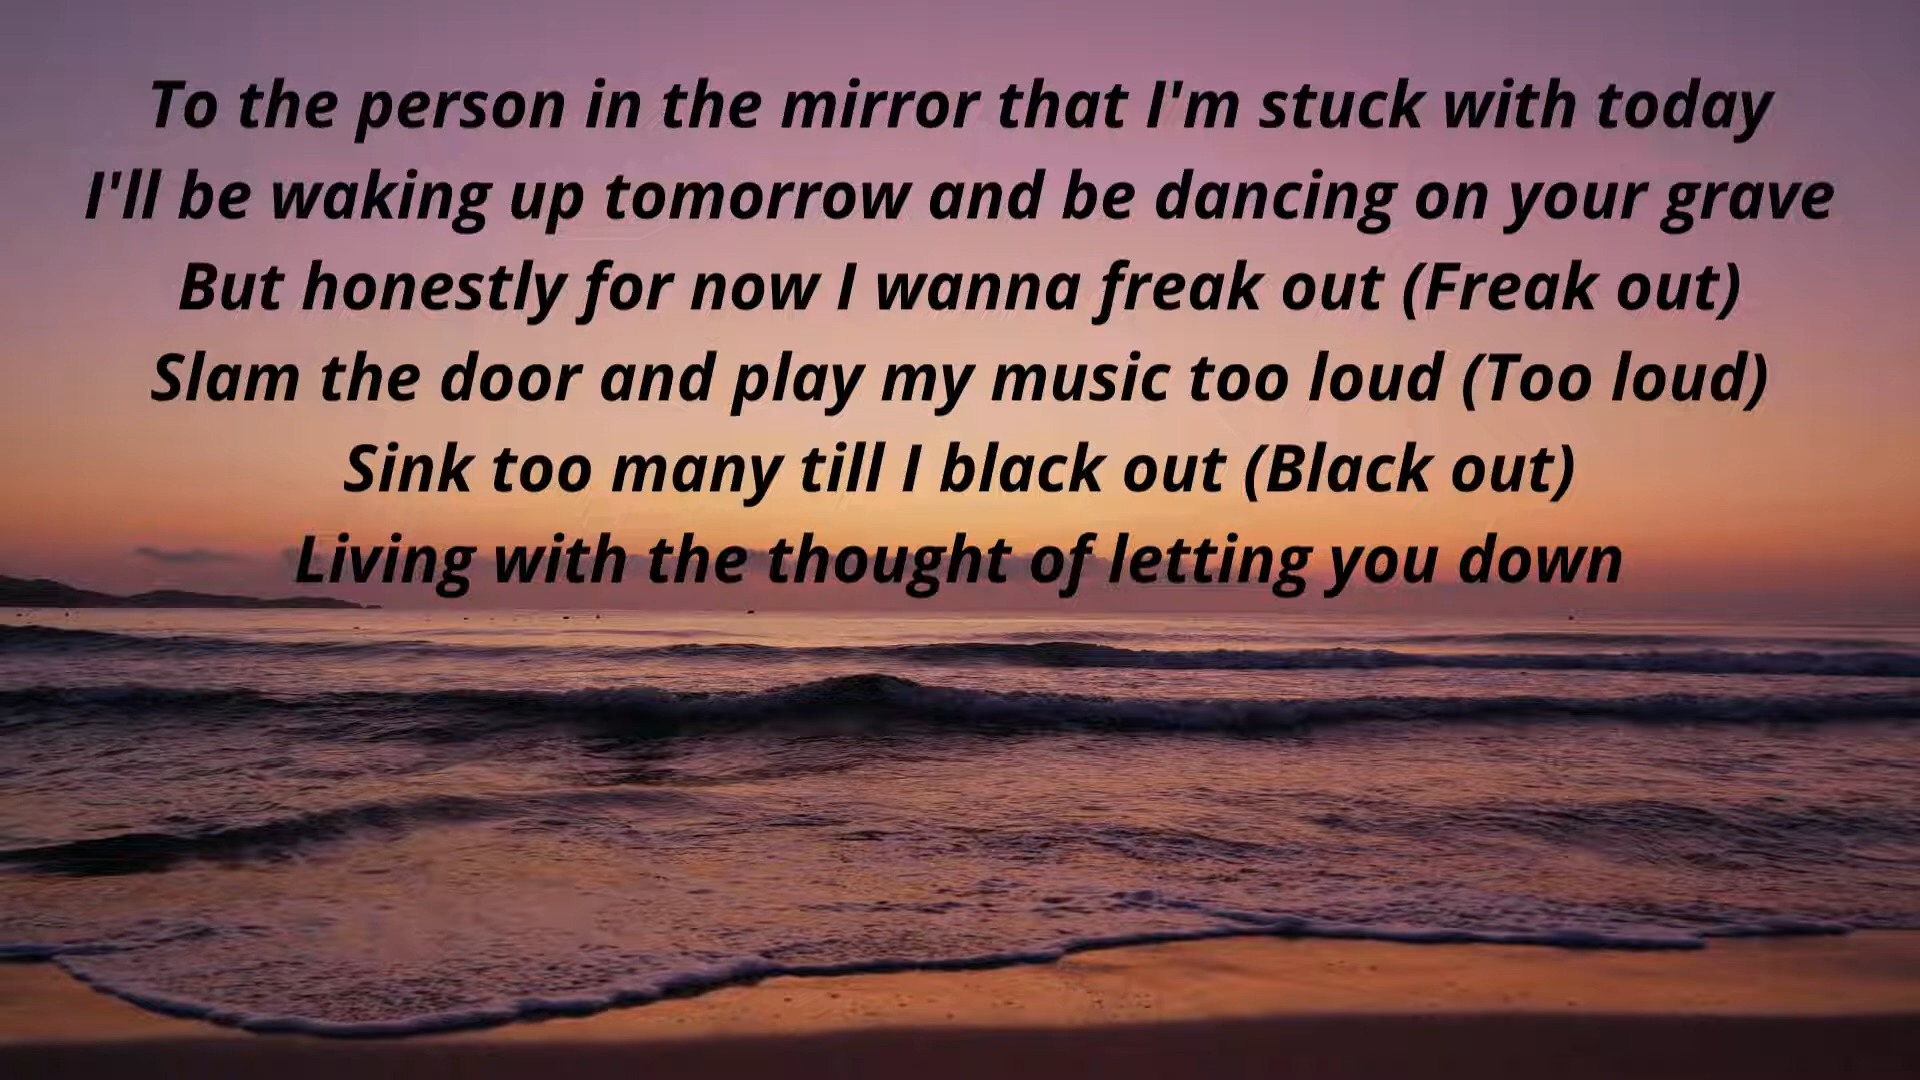 To the person in the mirror that I'm stuck with today
I'll be waking up tomorrow and be dancing on your grave
But honestly for now I wanna freak out (Freak out)
Slam the door and play my music too loud (Too loud)
Sink too many till I black out (Black out)
Living with the thought of letting you down